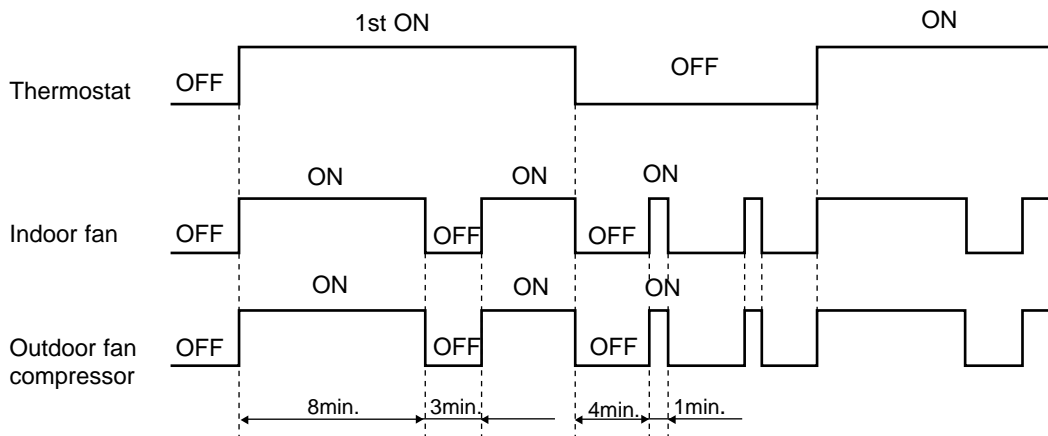 1st ON
ON
Thermostat
OFF
OFF
ON
ON
ON
Indoor fan
OFF
OFF
OFF
ON
ON
ON
Outdoor fan
compressor
OFF
OFF
OFF
8min.
3min.
4min.
1min.